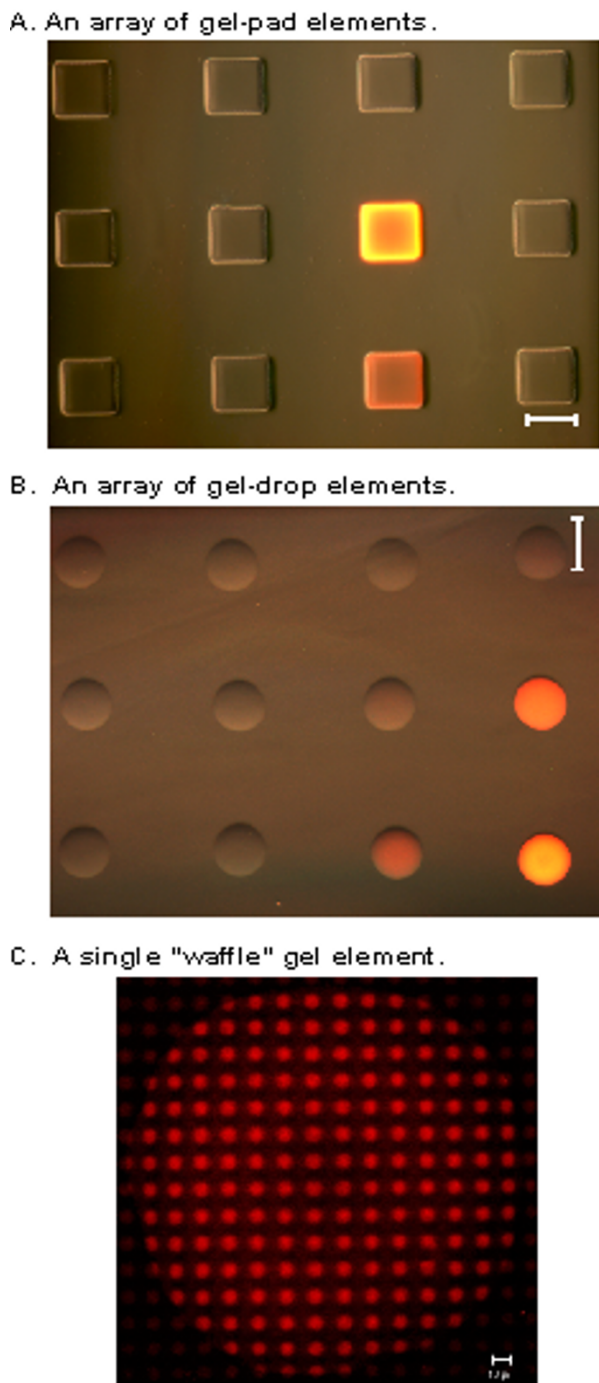 A. An array of gel-pad elements.
B. An array of gel-drop elements.
C. A single "waffle" gel element.